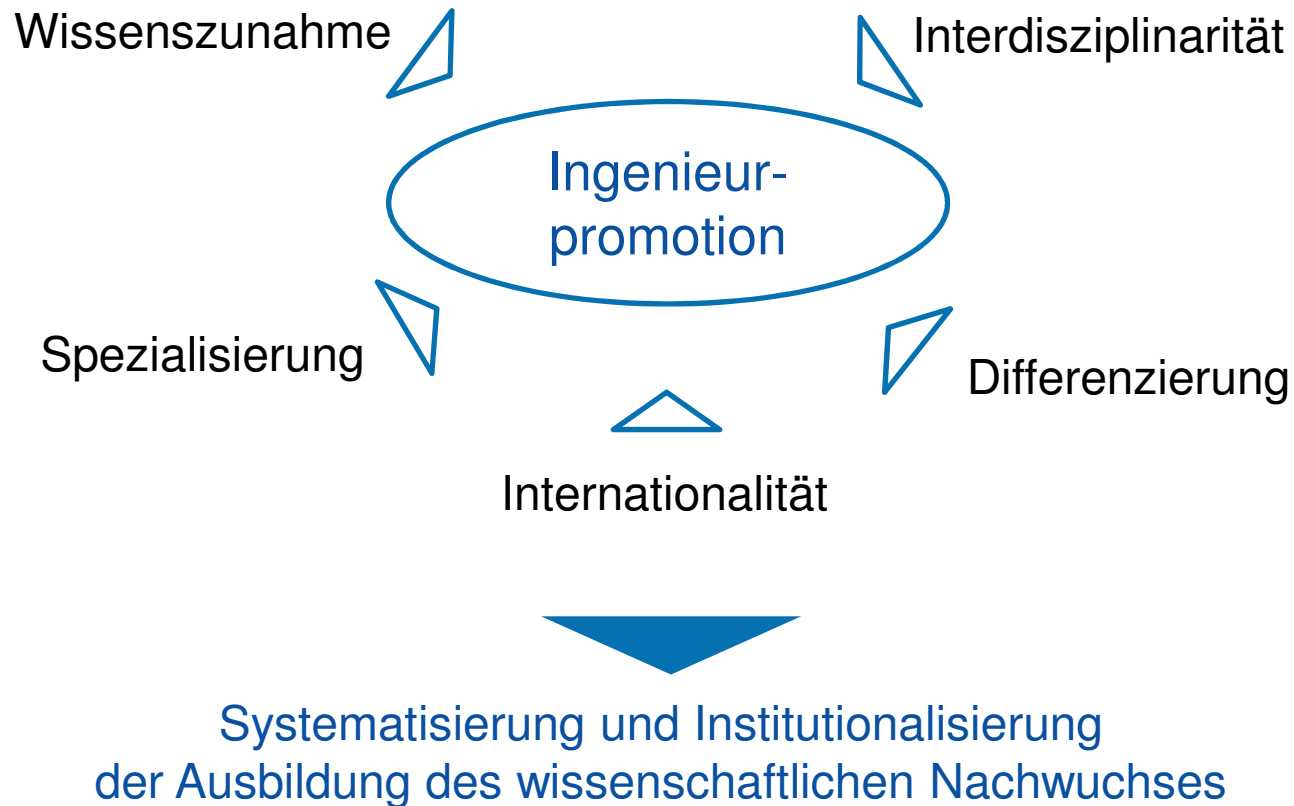 Wissenszunahme
Interdisziplinarität
Ingenieur-
promotion
Spezialisierung
Differenzierung
Internationalität
Systematisierung und Institutionalisierung
der Ausbildung des wissenschaftlichen Nachwuchses